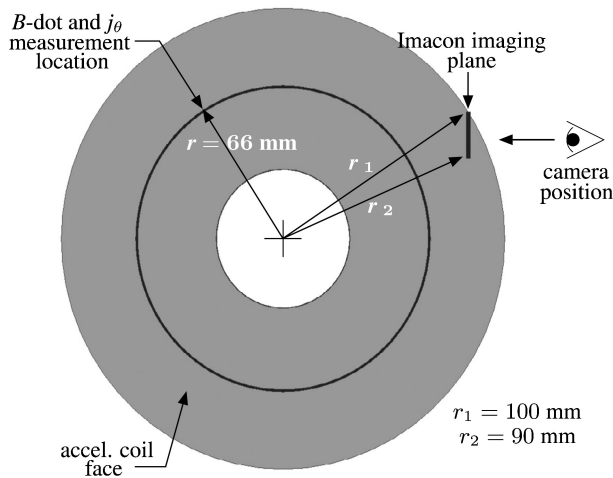 B-dot and jθ
measurement
location
Imacon imaging
plane
r = 66 mm
r 1
r 2
camera
position
r1 = 100 mm
r2 = 90 mm
accel. coil
face